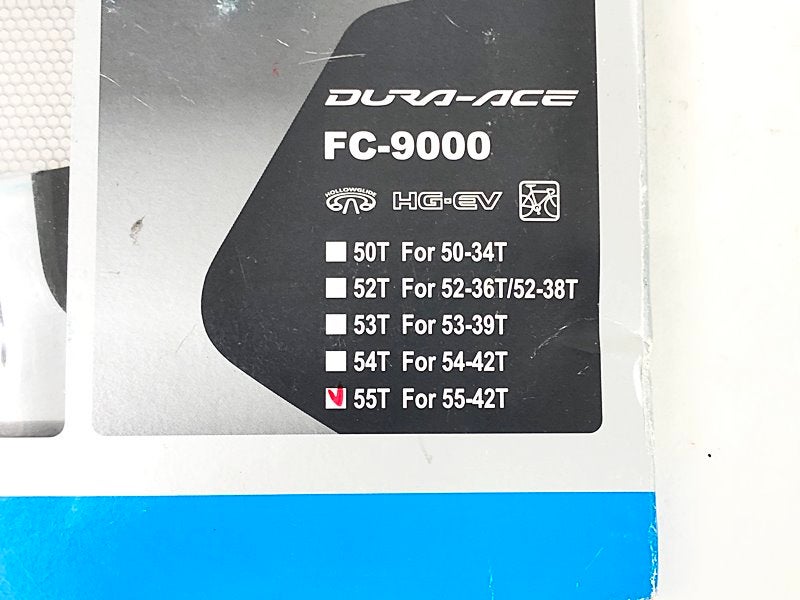 DURA-ACE
FC-9000
HOLLOWGLIDE HG-EV
50T For 50-34T
52T For 52-36T/52-38T
53T For 53-39T
54T For 54-42T
55T For 55-42T